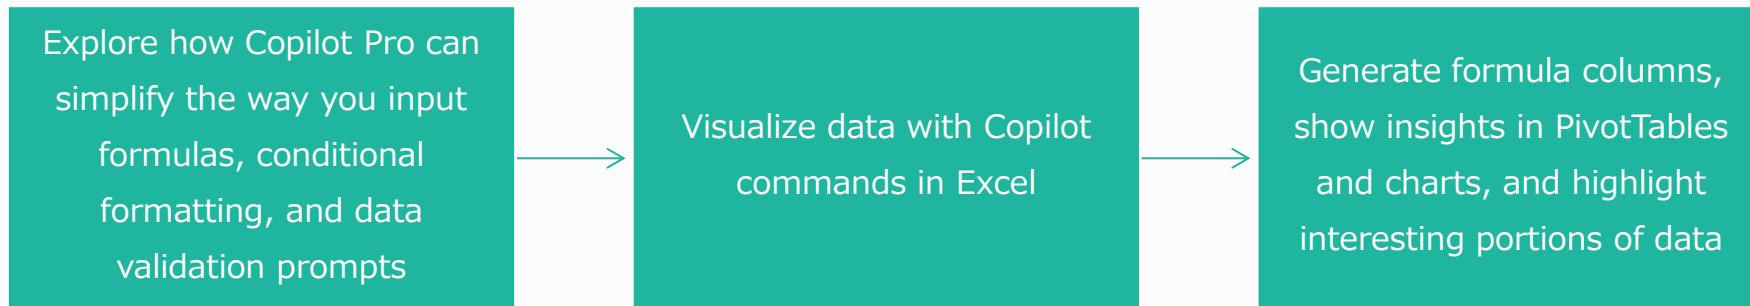 Explore how Copilot Pro can
simplify the way you input
formulas, conditional
formatting, and data
validation prompts
Visualize data with Copilot
commands in Excel
Generate formula columns,
show insights in PivotTables
and charts, and highlight
interesting portions of data